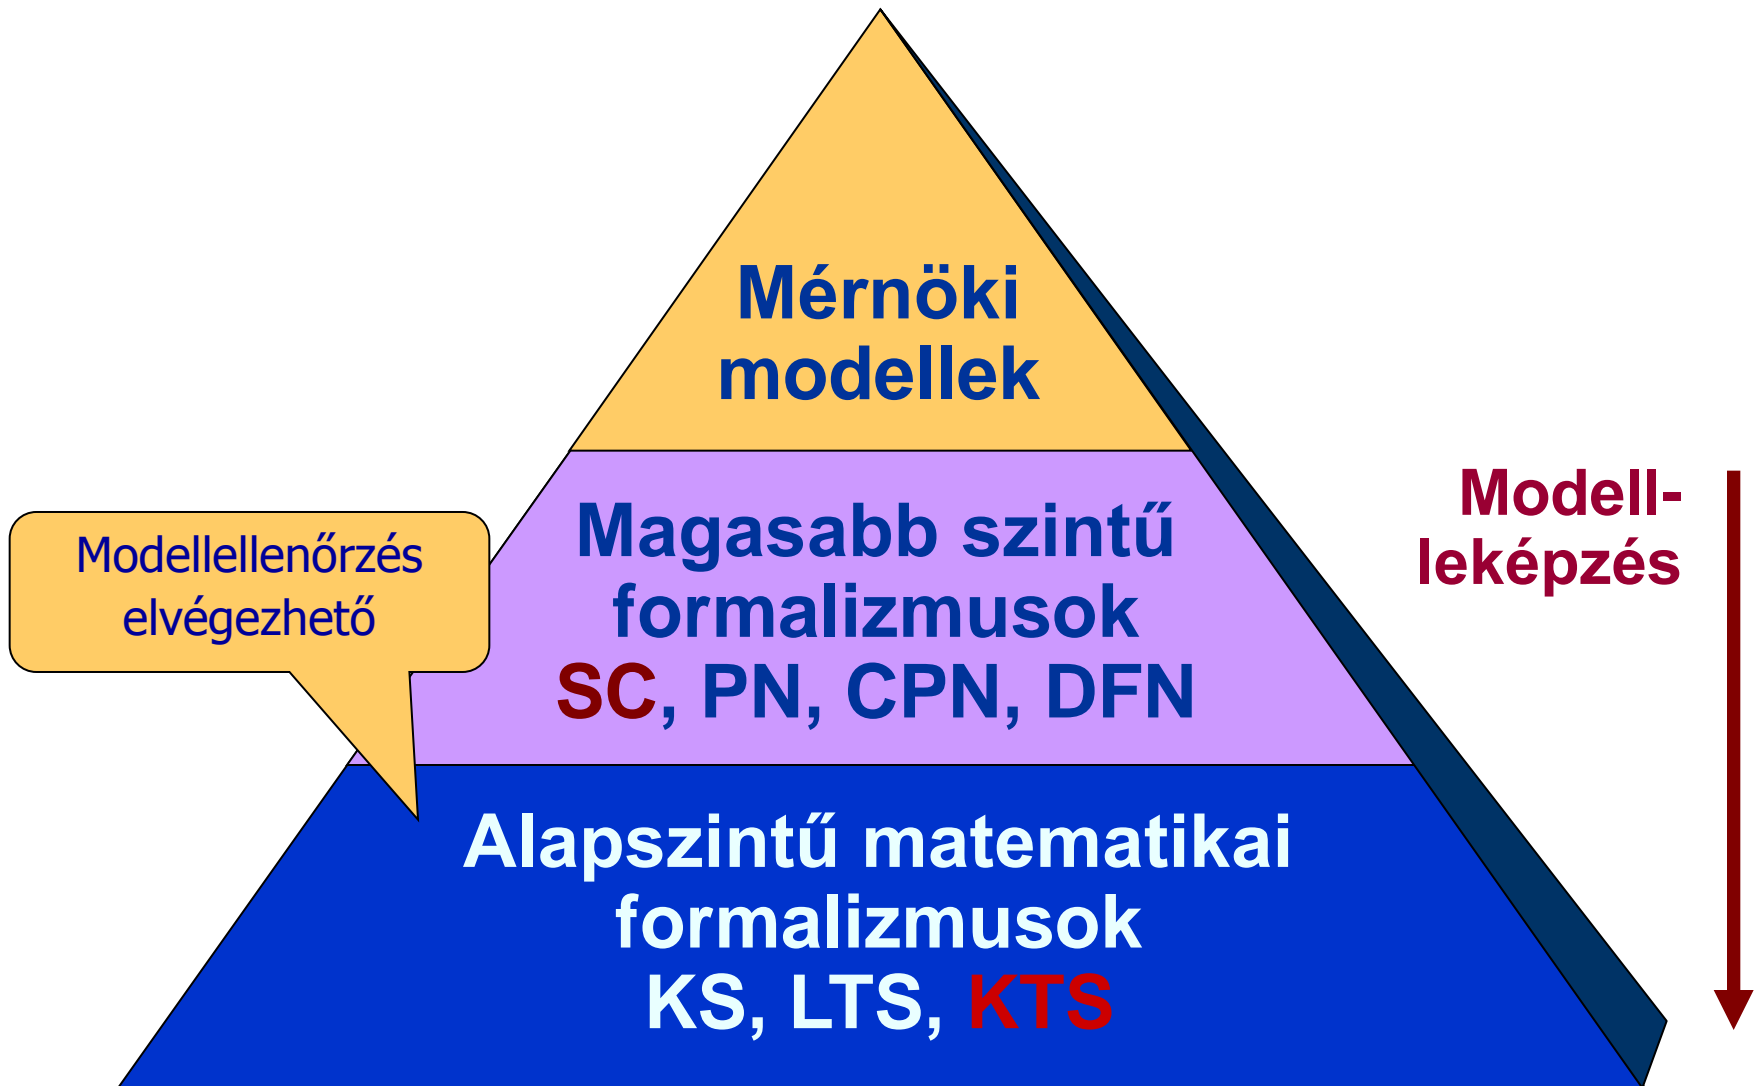 Mérnöki
modellek
Magasabb szintű
formalizmusok
SC, PN, CPN, DFN
Modell-
leképzés
Modellellenőrzés
elvégezhető
Alapszintű matematikai
formalizmusok
KS, LTS, KTS